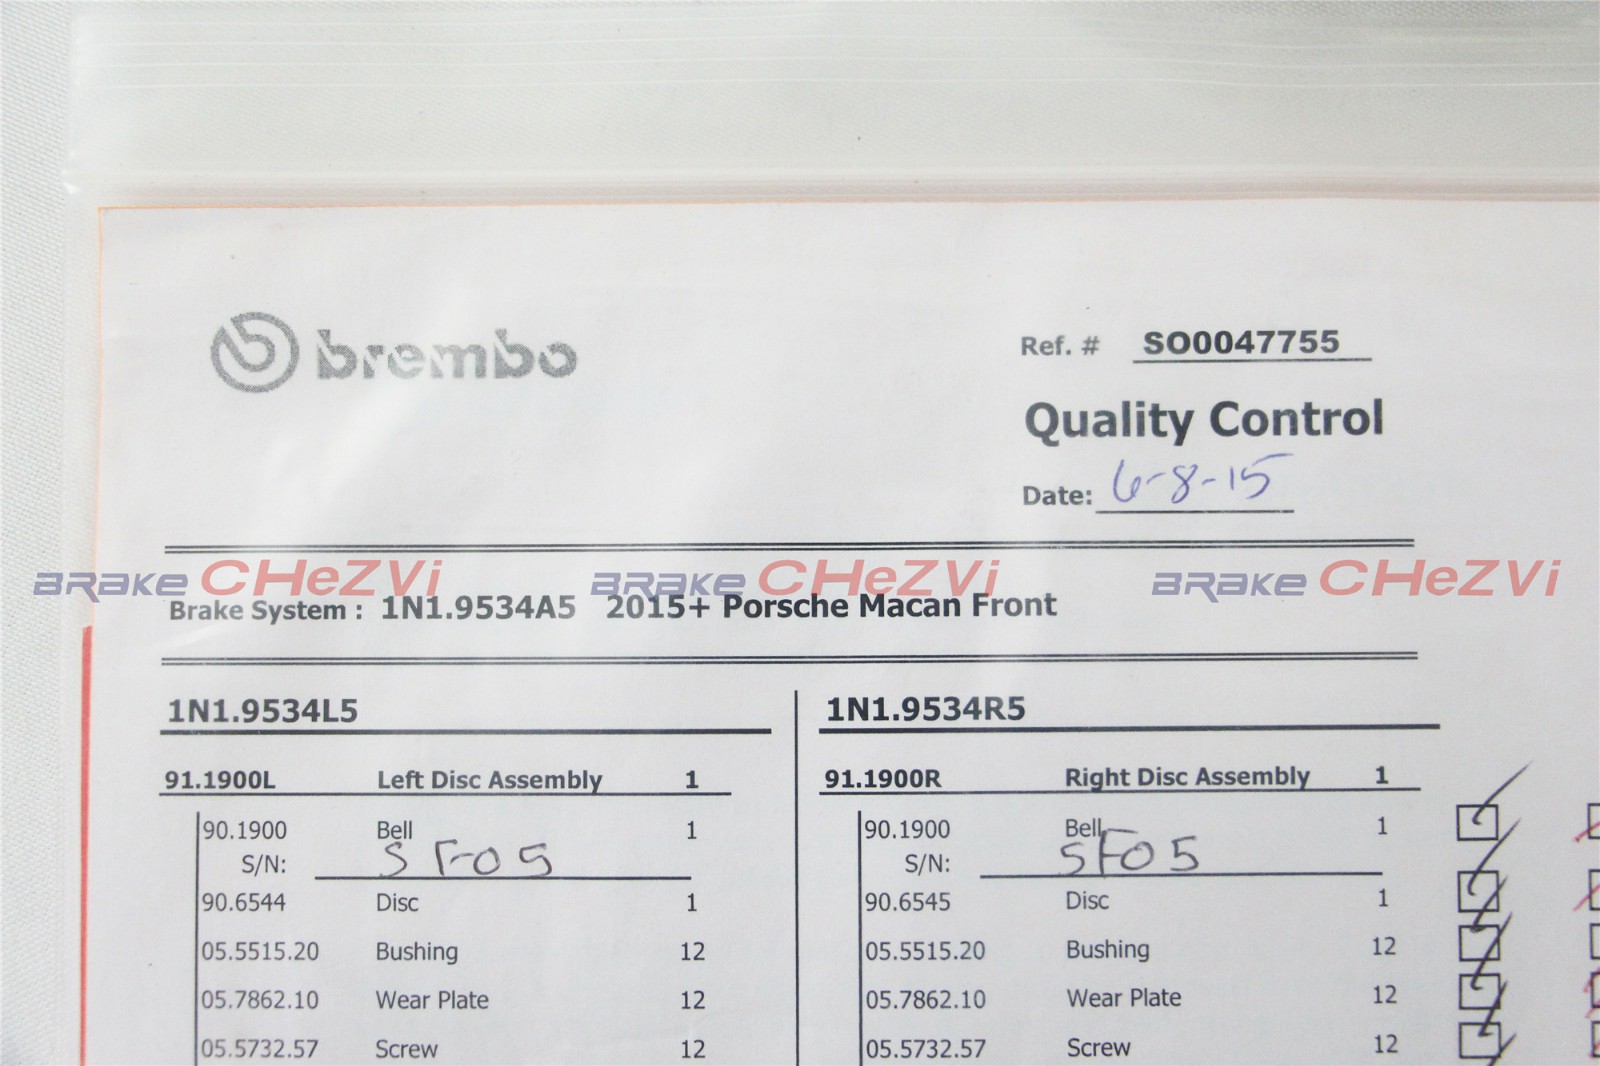 brembo
Ref. # SO0047755
Quality Control
Date: 6-8-15
BRAKE CHeZVi BRAKE CHeZVi BRAKE CHeZVi
Brake System : 1N1.9534A5 2015+ Porsche Macan Front
1N1.9534L5
91.1900L Left Disc Assembly 1
90.1900 Bell 1
S/N: SF05
90.6544 Disc 1
05.5515.20 Bushing 12
05.7862.10 Wear Plate 12
05.5732.57 Screw 12
1N1.9534R5
91.1900R Right Disc Assembly 1
90.1900 Bell 1
S/N: SF05
90.6545 Disc 1
05.5515.20 Bushing 12
05.7862.10 Wear Plate 12
05.5732.57 Screw 12